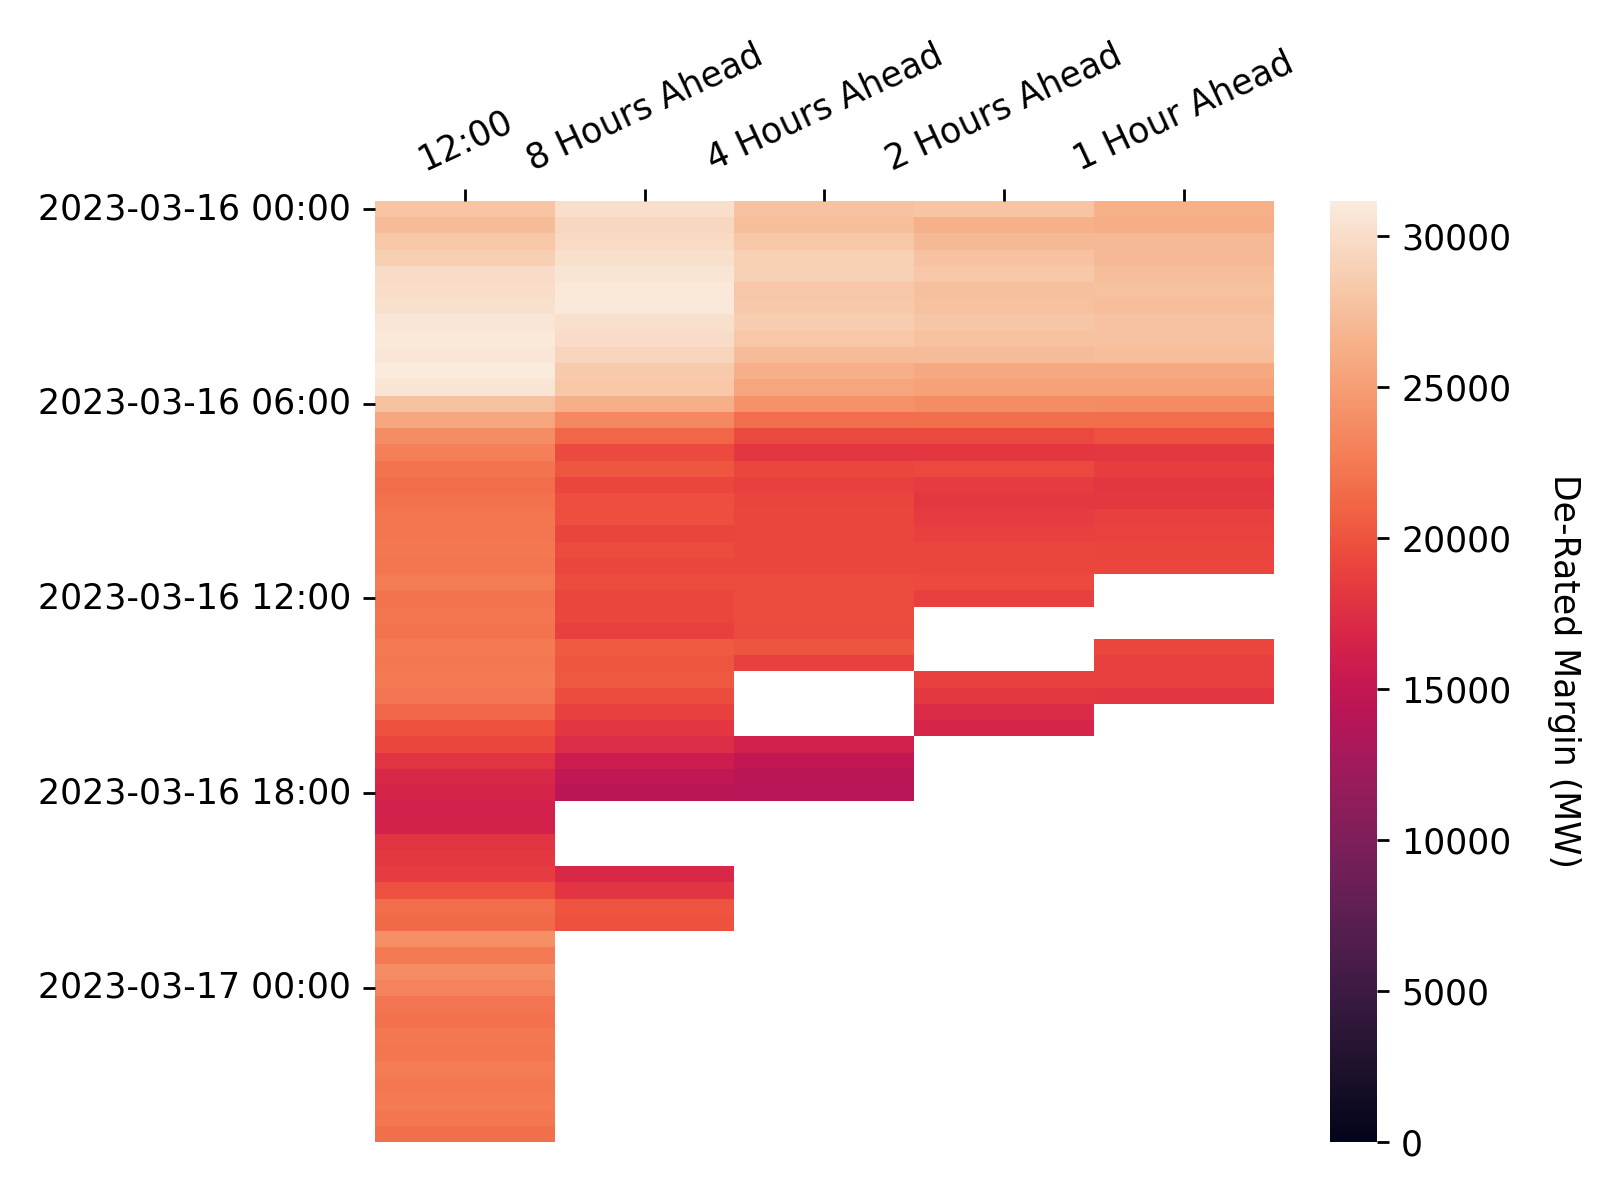 12:00
8 Hours Ahead
4 Hours Ahead
2 Hours Ahead
1 Hour Ahead
2023-03-16 00:00
2023-03-16 06:00
2023-03-16 12:00
2023-03-16 18:00
2023-03-17 00:00
30000
25000
20000
15000
10000
5000
0
De-Rated Margin (MW)